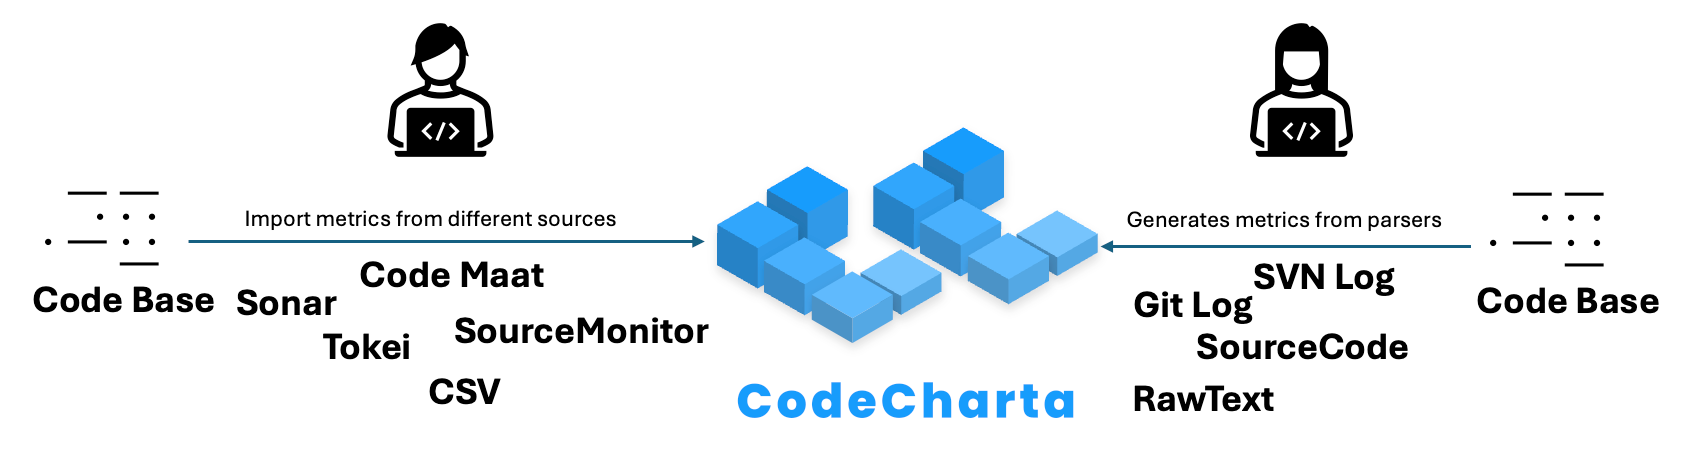 </>
</>
Import metrics from different sources
Generates metrics from parsers
Code Maat
SVN Log
Code Base
Sonar
Git Log
Code Base
SourceMonitor
Tokei
SourceCode
CSV
CodeCharta
RawText